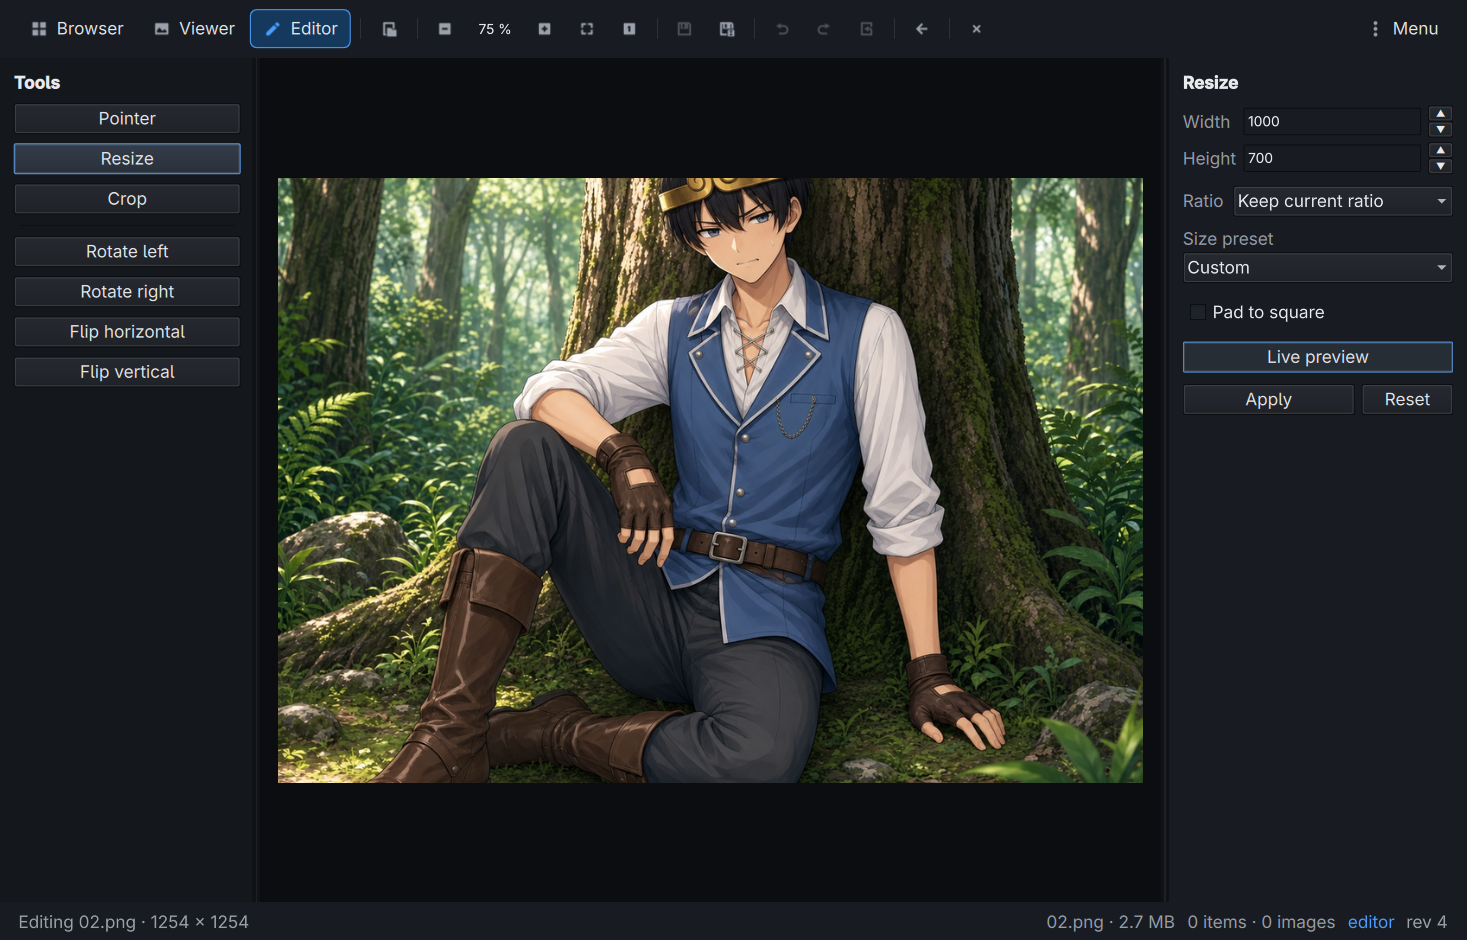 Browser Viewer Editor 75 % Menu
Tools
Pointer
Resize
Crop
Rotate left
Rotate right
Flip horizontal
Flip vertical
Resize
Width 1000
Height 700
Ratio Keep current ratio
Size preset
Custom
Pad to square
Live preview
Apply Reset
Editing 02.png · 1254 × 1254
02.png · 2.7 MB 0 items · 0 images editor rev 4